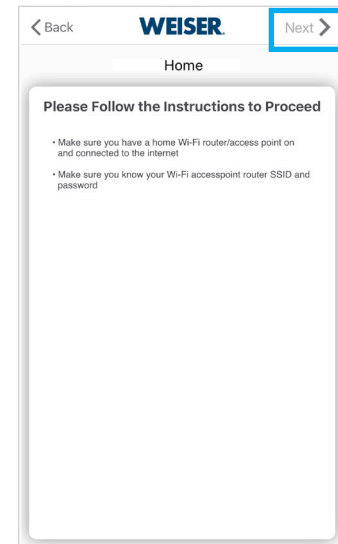 Back WEISER. Next
Home
Please Follow the Instructions to Proceed
• Make sure you have a home Wi-Fi router/access point on
and connected to the internet
• Make sure you know your Wi-Fi accesspoint router SSID and
password